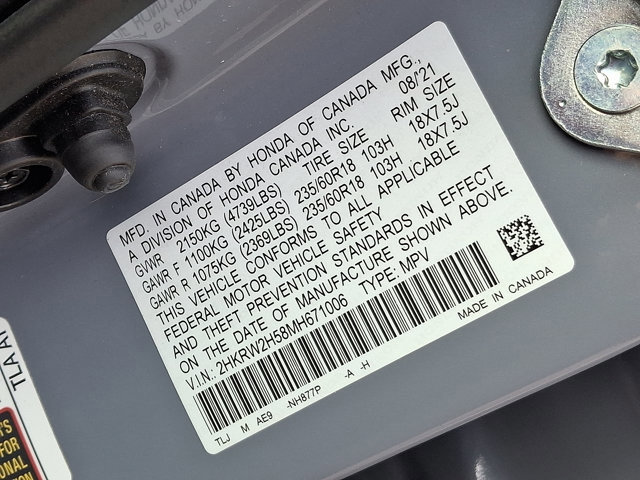 MFD. IN CANADA BY HONDA OF CANADA MFG.,
A DIVISION OF HONDA CANADA INC. 08/21
GVWR 2150KG (4739LBS) TIRE SIZE RIM SIZE
GAWR F 1100KG (2425LBS) 235/60R18 103H 18X7.5J
GAWR R 1075KG (2369LBS) 235/60R18 103H 18X7.5J
THIS VEHICLE CONFORMS TO ALL APPLICABLE
FEDERAL MOTOR VEHICLE SAFETY
AND THEFT PREVENTION STANDARDS IN EFFECT
ON THE DATE OF MANUFACTURE SHOWN ABOVE.
V.I.N.: 2HKRW2H58MH671006 TYPE: MPV
MADE IN CANADA
TLJ M AE9 -NH877P -A -H
TLA
'S
FOR
ONAL